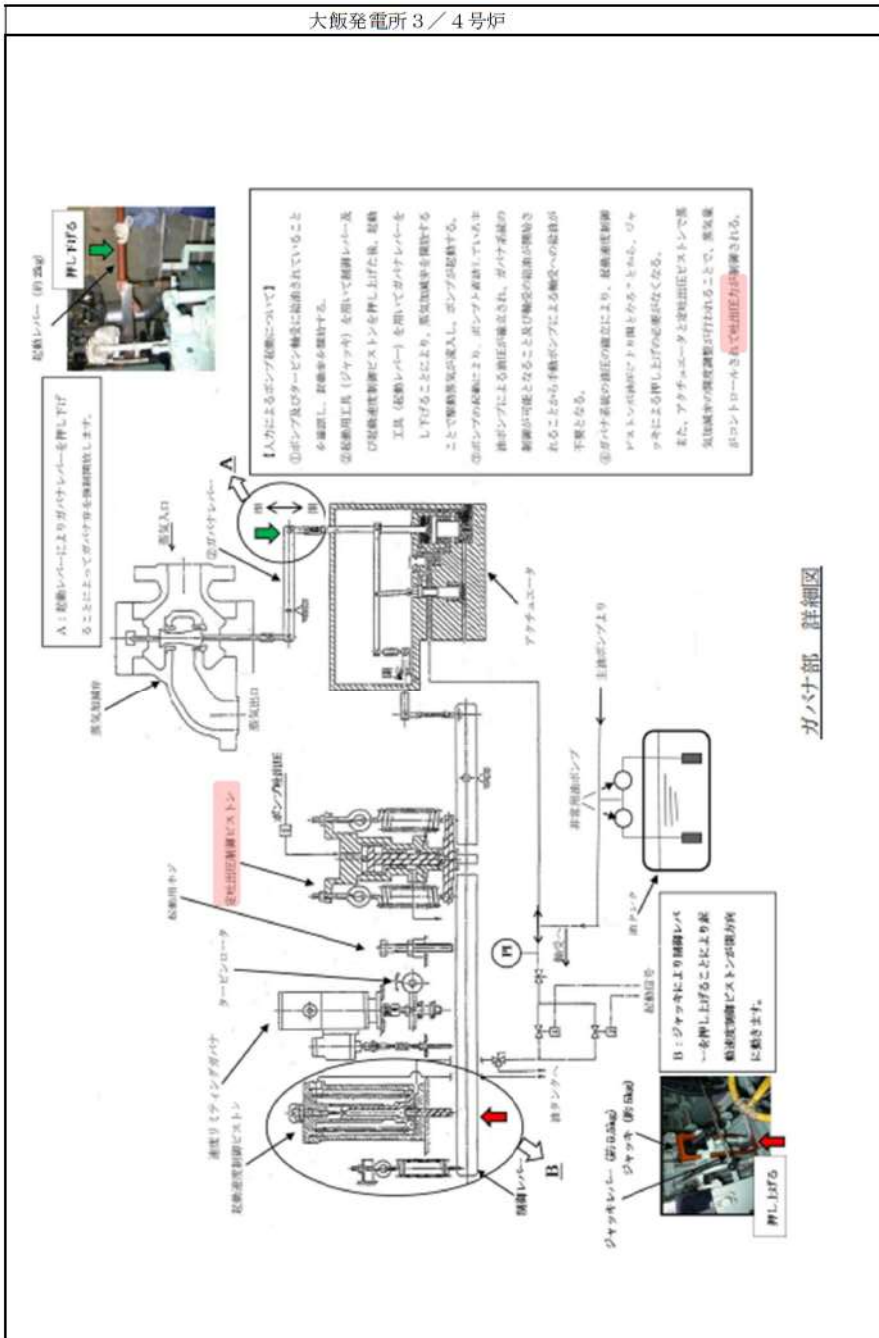 大飯発電所3/4号炉
起動レバー(約2kg)
押し下げる
A:起動レバーによりガバナレバーを押し下げ
ることによってガバナ弁を強制開放します。
蒸気加減弁
蒸気入口
蒸気出口
②ガバナレバー
A
閉
開
アクチュエータ
【人力によるポンプ起動について】
①ポンプ及びタービン軸受に給油されていること
を確認し、起動弁を開放する。
②起動用工具(ジャッキ)を用いて制御レバー及
び起動速度制御ピストンを押し上げた後、起動
工具(起動レバー)を用いてガバナレバーを
し下げることにより、蒸気加減弁を開放する
ことで駆動蒸気が流入し、ポンプが起動する。
③ポンプの起動により、ポンプと直結している主
油ポンプによる油圧が確立され、ガバナ系統の
制御が可能となること及び軸受の給油が開始さ
れることから手動ポンプによる軸受への給油が
不要となる。
④ガバナ系統の油圧の確立により、起動速度制御
ピストンが油圧により開となることから、ジャ
ッキによる押し上げの必要がなくなる。
また、アクチュエータと定吐出圧ピストンで蒸
気加減弁の開度調整が行われることで、蒸気量
がコントロールされて吐出圧力が制御される。
ポンプ吐出圧
定吐出圧制御ピストン
起動用ネジ
タービンロータ
速度リミティングガバナ
起動速度制御ピストン
制御レバー
B
油タンクへ
PI
軸受へ
起動信号
主油ポンプより
非常用油ポンプ
油タンク
B:ジャッキにより制御レバ
ーを押し上げることにより起
動速度制御ピストンが開方向
に動きます。
ジャッキレバー(約0.5kg)
ジャッキ(約5kg)
押し上げる
ガバナ部 詳細図